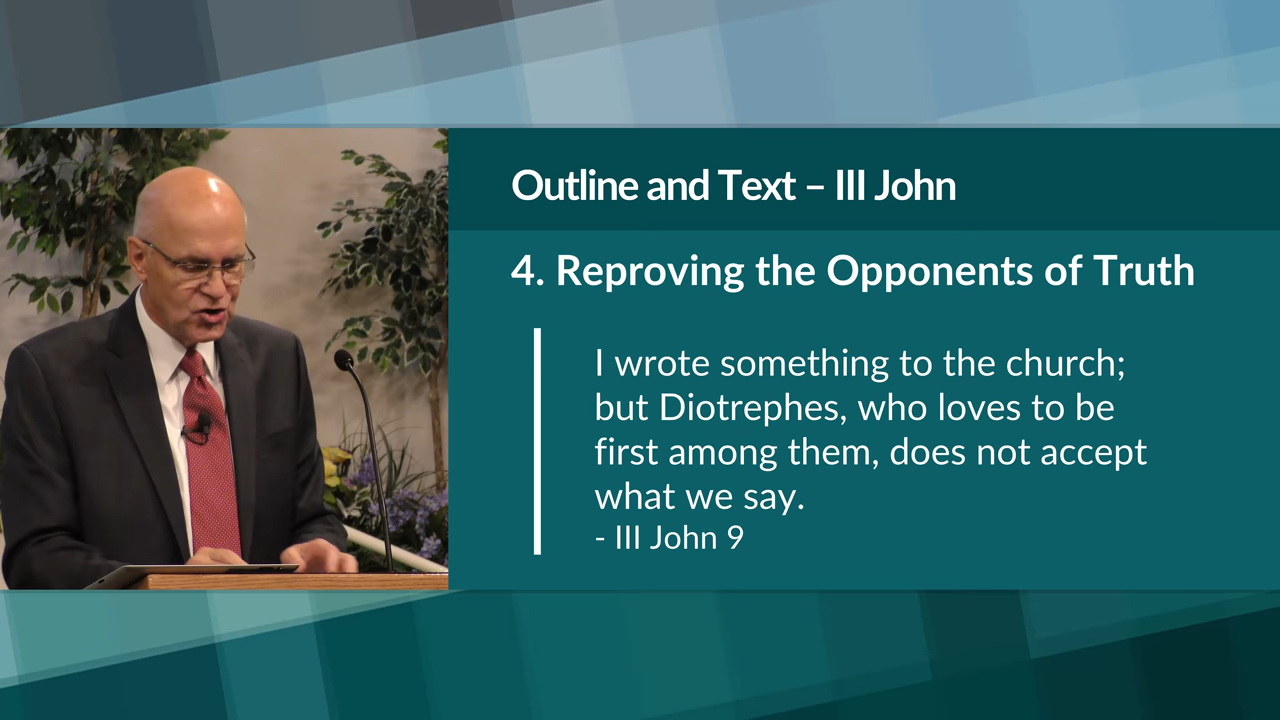 Outline and Text – III John
4. Reproving the Opponents of Truth
I wrote something to the church;
but Diotrephes, who loves to be
first among them, does not accept
what we say.
- III John 9